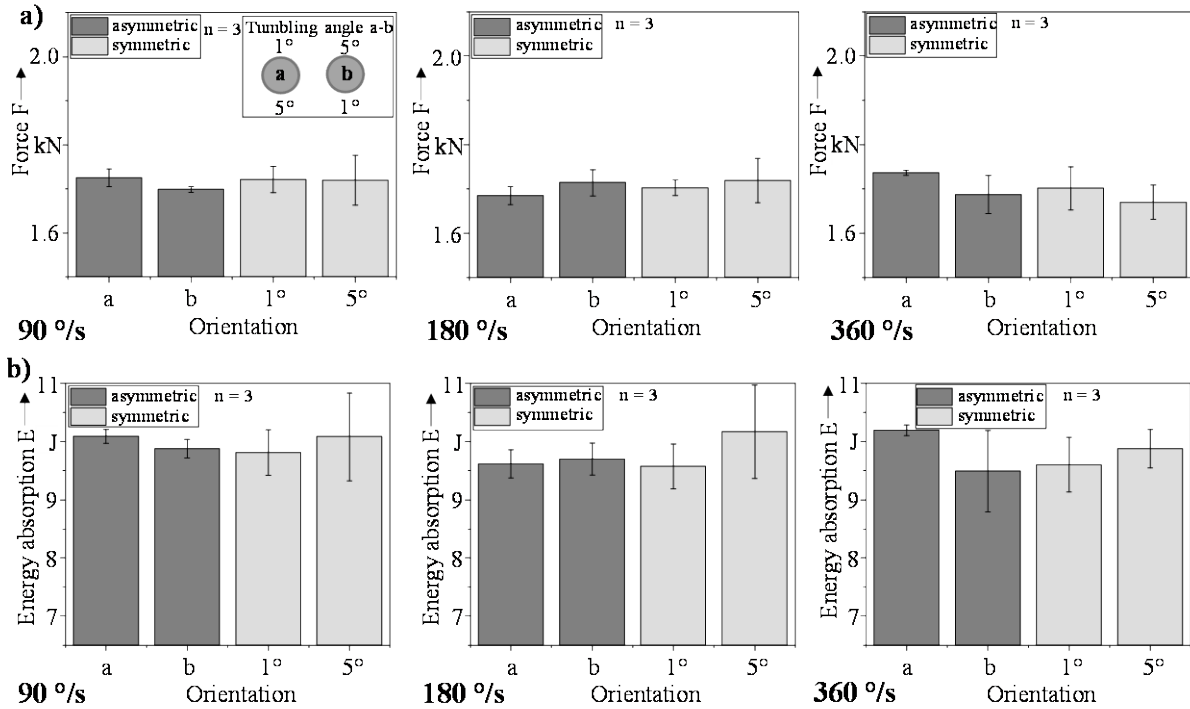 a)
asymmetric
symmetric
n = 3
Tumbling angle a-b
1° 5°
a b
5° 1°
Force F
2.0
kN
1.6
a b 1° 5°
Orientation
90 °/s
asymmetric
symmetric
n = 3
Force F
2.0
kN
1.6
a b 1° 5°
Orientation
180 °/s
asymmetric
symmetric
n = 3
Force F
2.0
kN
1.6
a b 1° 5°
Orientation
360 °/s
b)
asymmetric
symmetric
n = 3
Energy absorption E
11
J
9
8
7
a b 1° 5°
Orientation
90 °/s
asymmetric
symmetric
n = 3
Energy absorption E
11
J
9
8
7
a b 1° 5°
Orientation
180 °/s
asymmetric
symmetric
n = 3
Energy absorption E
11
J
9
8
7
a b 1° 5°
Orientation
360 °/s